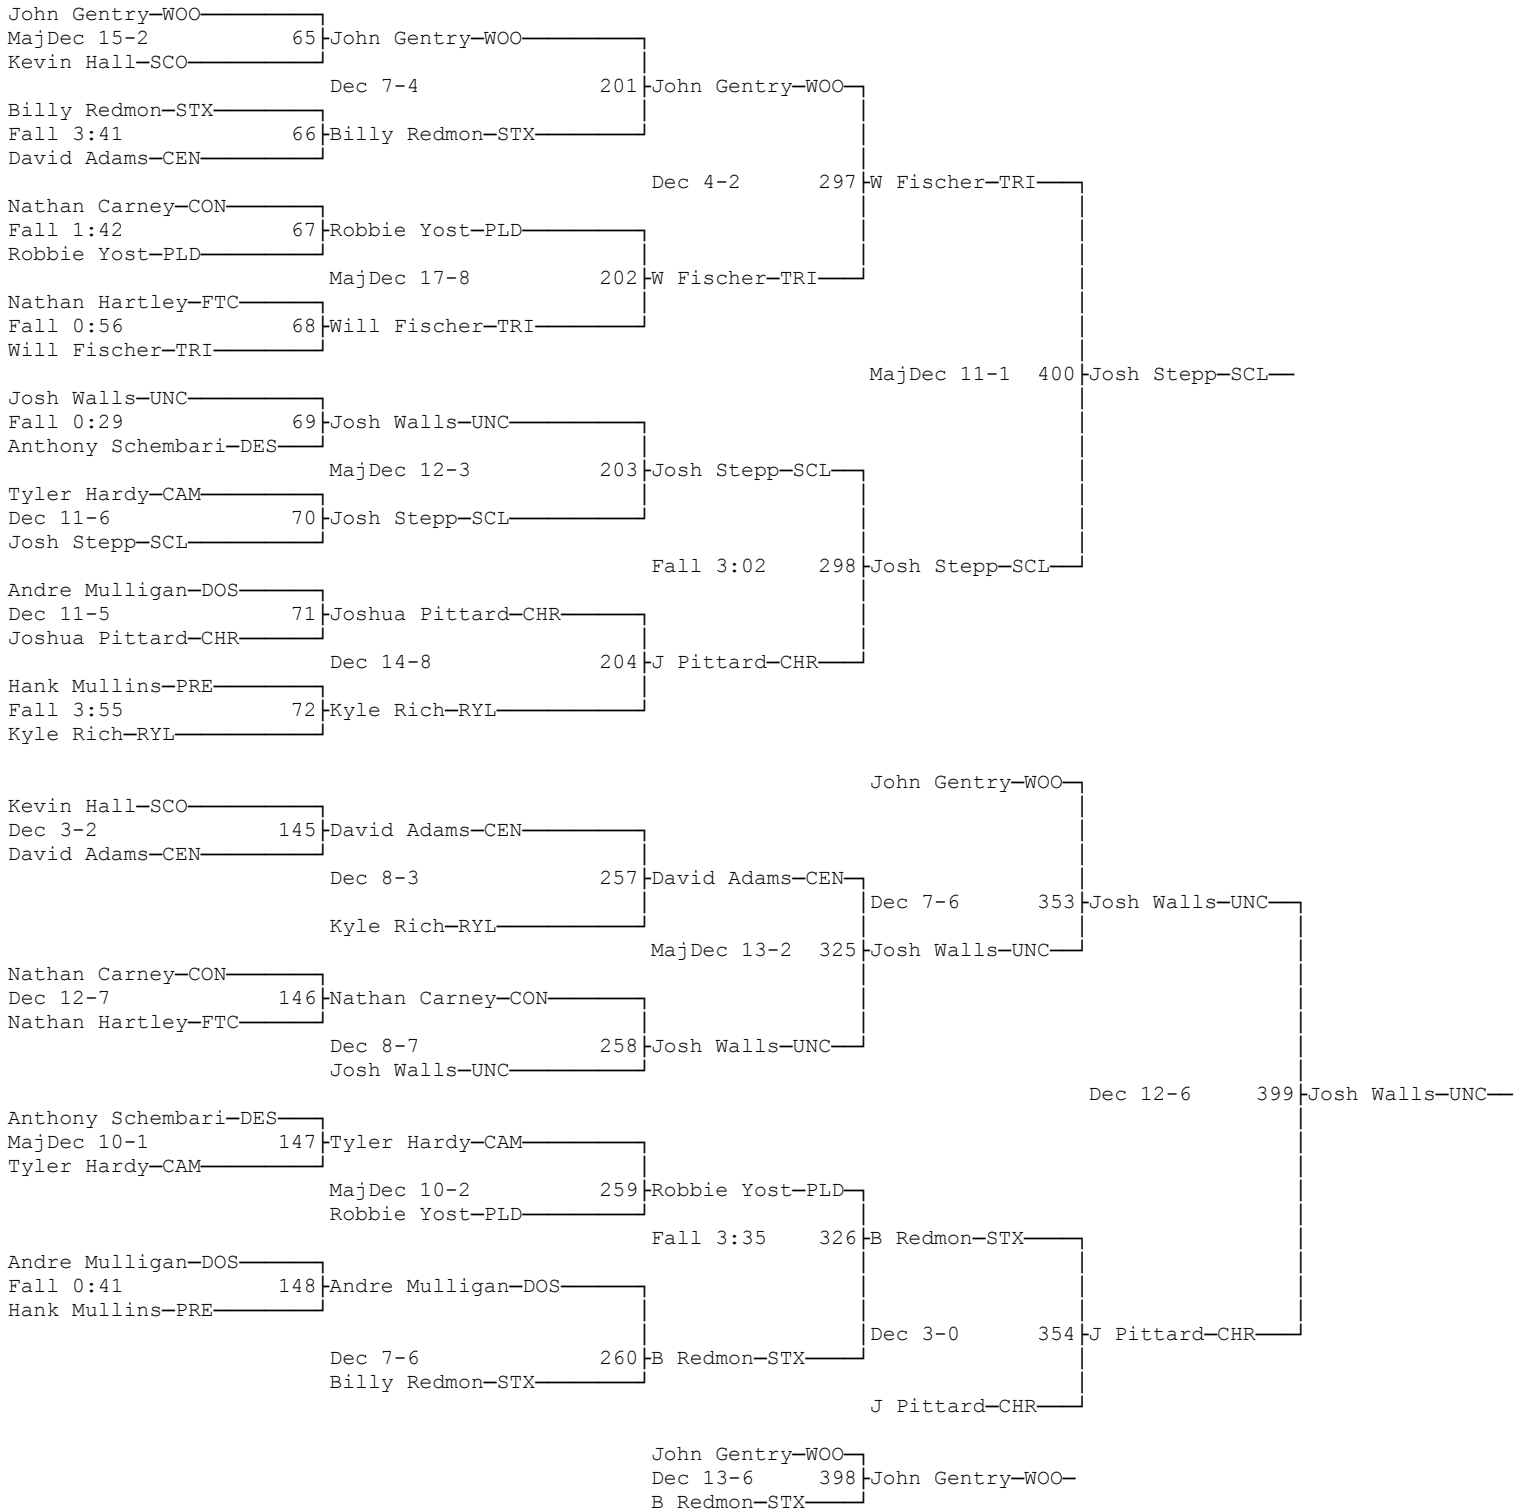 John Gentry—WOO
MajDec 15-2 65 John Gentry—WOO
Kevin Hall—SCO
Dec 7-4 201 John Gentry—WOO
Billy Redmon—STX
Fall 3:41 66 Billy Redmon—STX
David Adams—CEN
Dec 4-2 297 W Fischer—TRI
Nathan Carney—CON
Fall 1:42 67 Robbie Yost—PLD
Robbie Yost—PLD
MajDec 17-8 202 W Fischer—TRI
Nathan Hartley—FTC
Fall 0:56 68 Will Fischer—TRI
Will Fischer—TRI
MajDec 11-1 400 Josh Stepp—SCL
Josh Walls—UNC
Fall 0:29 69 Josh Walls—UNC
Anthony Schembari—DES
MajDec 12-3 203 Josh Stepp—SCL
Tyler Hardy—CAM
Dec 11-6 70 Josh Stepp—SCL
Josh Stepp—SCL
Fall 3:02 298 Josh Stepp—SCL
Andre Mulligan—DOS
Dec 11-5 71 Joshua Pittard—CHR
Joshua Pittard—CHR
Dec 14-8 204 J Pittard—CHR
Hank Mullins—PRE
Fall 3:55 72 Kyle Rich—RYL
Kyle Rich—RYL
John Gentry—WOO
Kevin Hall—SCO
Dec 3-2 145 David Adams—CEN
David Adams—CEN
Dec 8-3 257 David Adams—CEN
Dec 7-6 353 Josh Walls—UNC
Kyle Rich—RYL
MajDec 13-2 325 Josh Walls—UNC
Nathan Carney—CON
Dec 12-7 146 Nathan Carney—CON
Nathan Hartley—FTC
Dec 8-7 258 Josh Walls—UNC
Josh Walls—UNC
Dec 12-6 399 Josh Walls—UNC
Anthony Schembari—DES
MajDec 10-1 147 Tyler Hardy—CAM
Tyler Hardy—CAM
MajDec 10-2 259 Robbie Yost—PLD
Robbie Yost—PLD
Fall 3:35 326 B Redmon—STX
Andre Mulligan—DOS
Fall 0:41 148 Andre Mulligan—DOS
Hank Mullins—PRE
Dec 3-0 354 J Pittard—CHR
Dec 7-6 260 B Redmon—STX
Billy Redmon—STX
J Pittard—CHR
John Gentry—WOO
Dec 13-6 398 John Gentry—WOO
B Redmon—STX